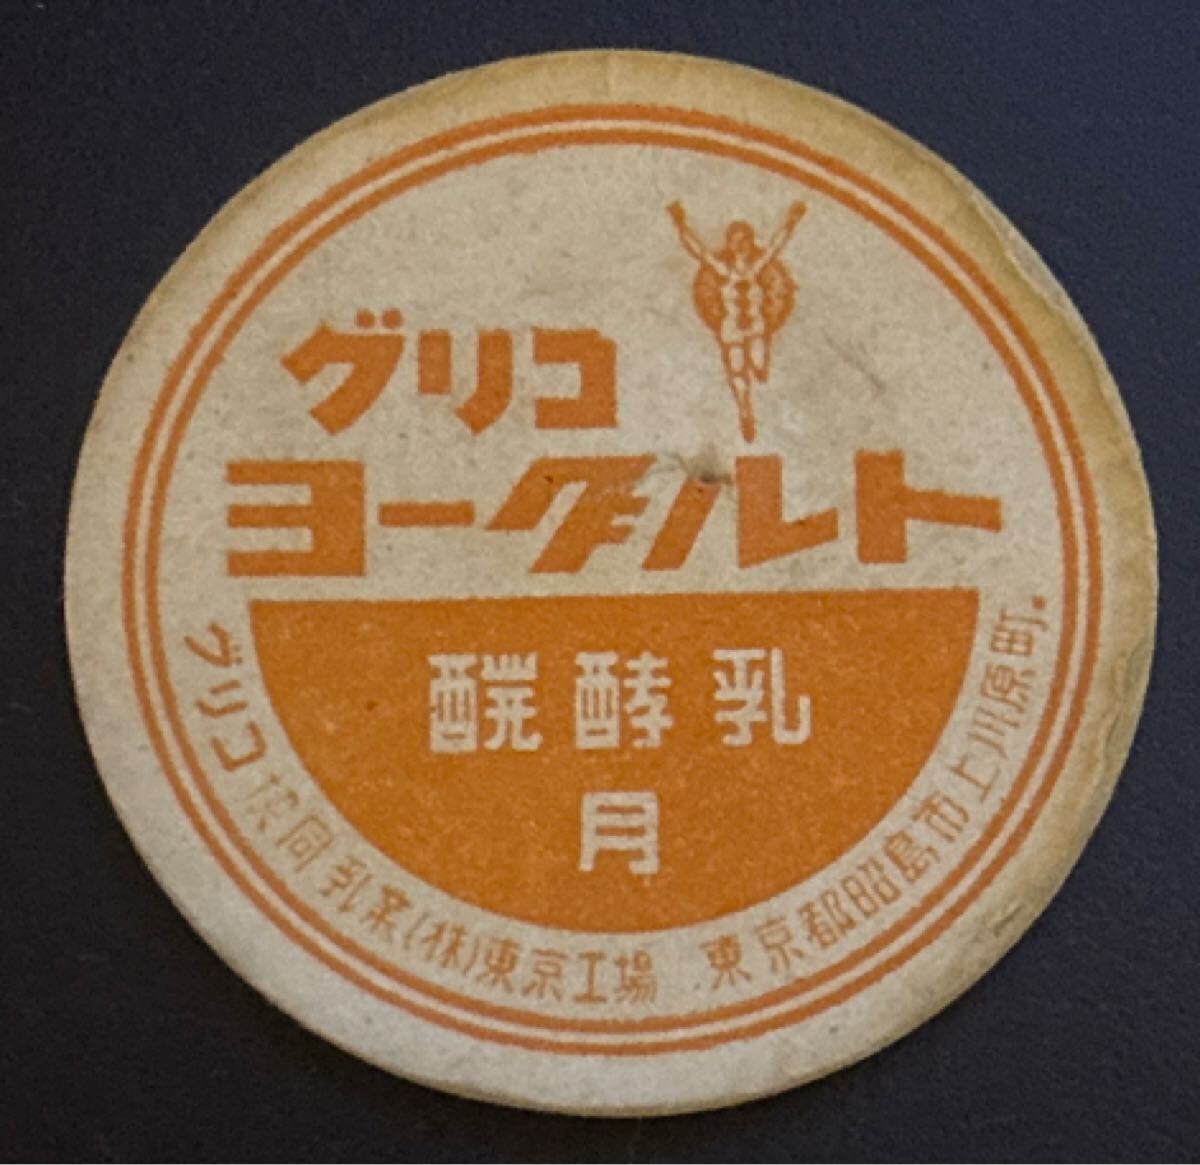 グリコ
ヨーグルト
醗酵乳
月
グリコ協同乳業(株)東京工場 東京都昭島市上川原町.